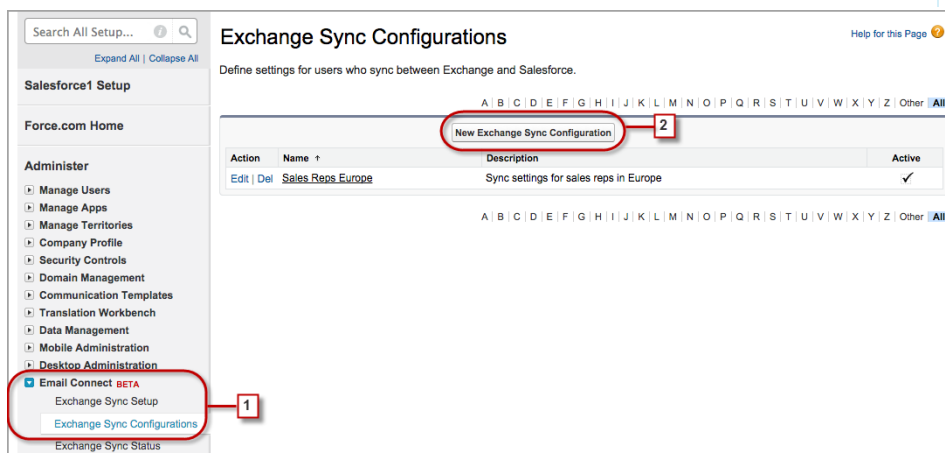 Search All Setup...
Expand All | Collapse All
Salesforce1 Setup
Force.com Home
Administer
Manage Users
Manage Apps
Manage Territories
Company Profile
Security Controls
Domain Management
Communication Templates
Translation Workbench
Data Management
Mobile Administration
Desktop Administration
Email Connect BETA
Exchange Sync Setup
Exchange Sync Configurations
Exchange Sync Status
1
Exchange Sync Configurations
Help for this Page ?
Define settings for users who sync between Exchange and Salesforce.
A | B | C | D | E | F | G | H | I | J | K | L | M | N | O | P | Q | R | S | T | U | V | W | X | Y | Z | Other | All
New Exchange Sync Configuration
2
Action Name ↑ Description Active
Edit | Del Sales Reps Europe Sync settings for sales reps in Europe ✓
A | B | C | D | E | F | G | H | I | J | K | L | M | N | O | P | Q | R | S | T | U | V | W | X | Y | Z | Other | All